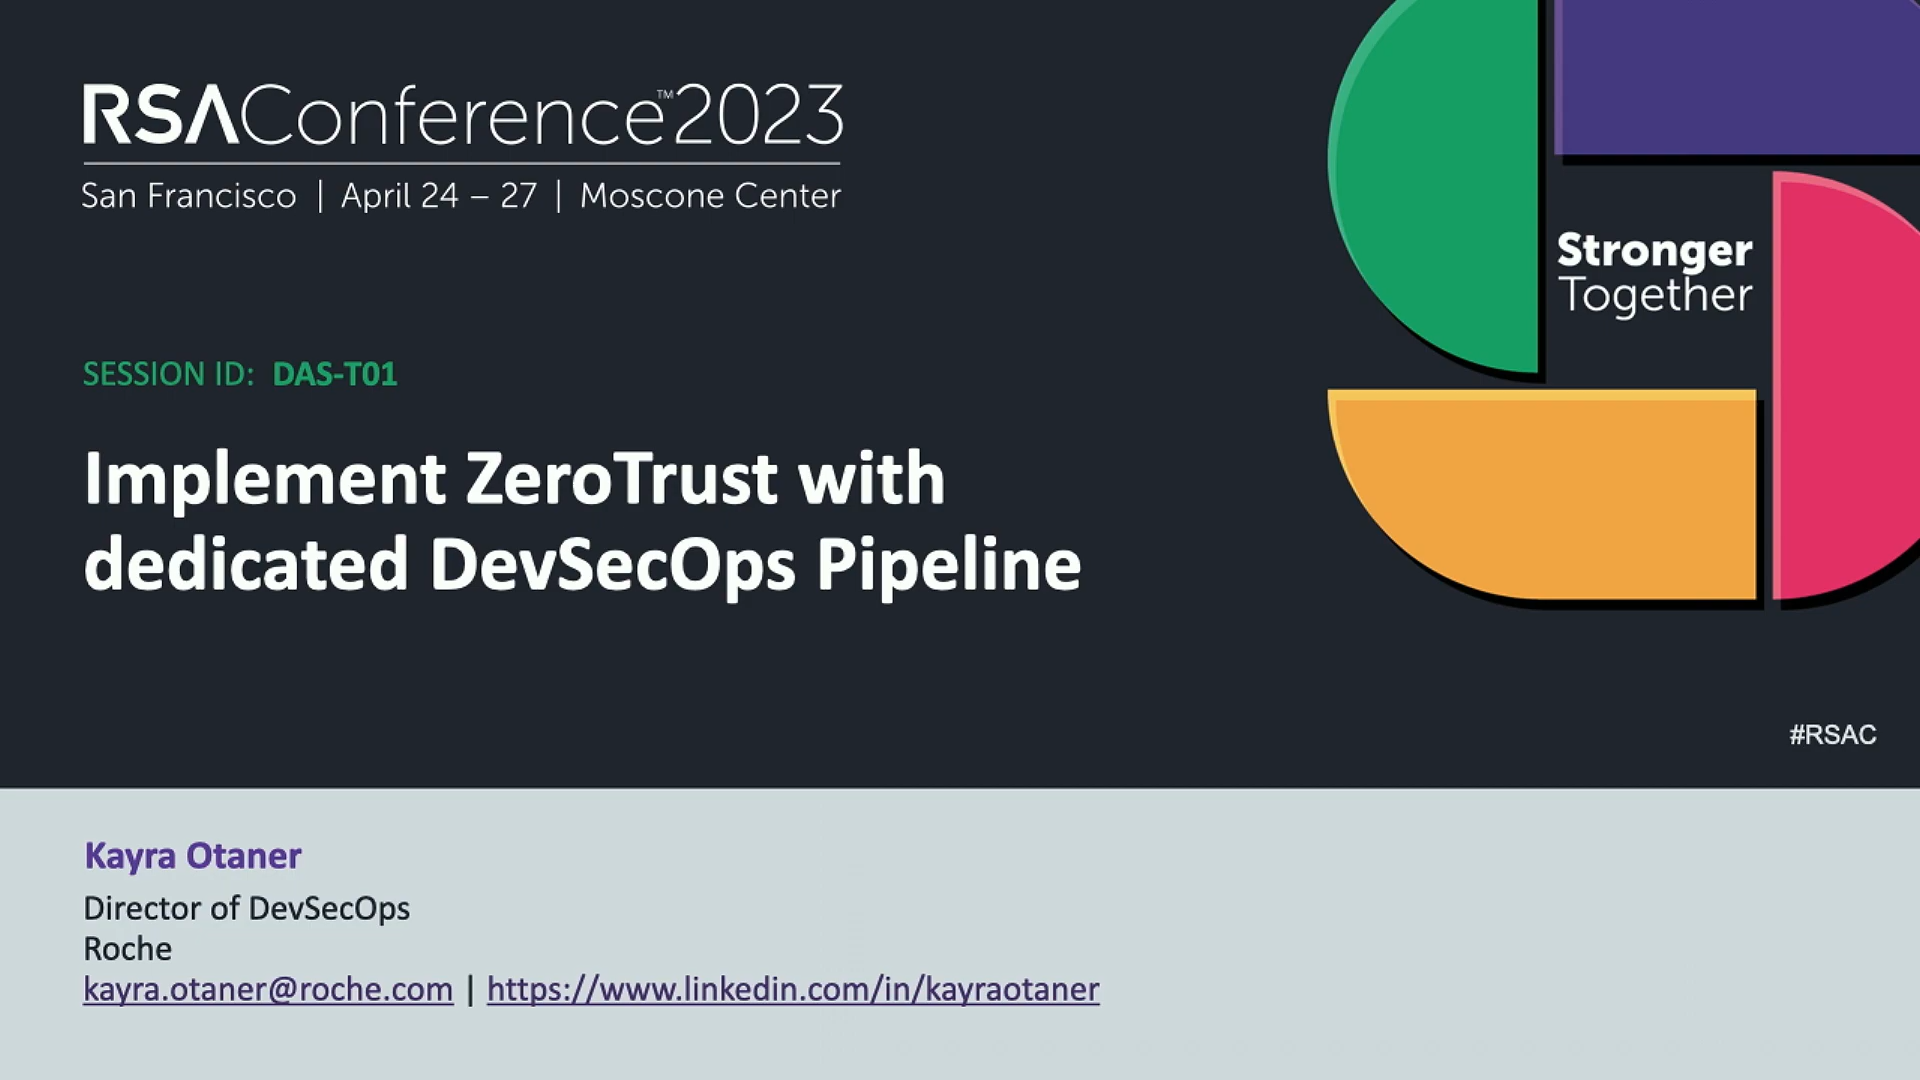 RSAConference™2023
San Francisco | April 24 – 27 | Moscone Center
Stronger
Together
SESSION ID: DAS-T01
Implement ZeroTrust with
dedicated DevSecOps Pipeline
#RSAC
Kayra Otaner
Director of DevSecOps
Roche
kayra.otaner@roche.com | https://www.linkedin.com/in/kayraotaner